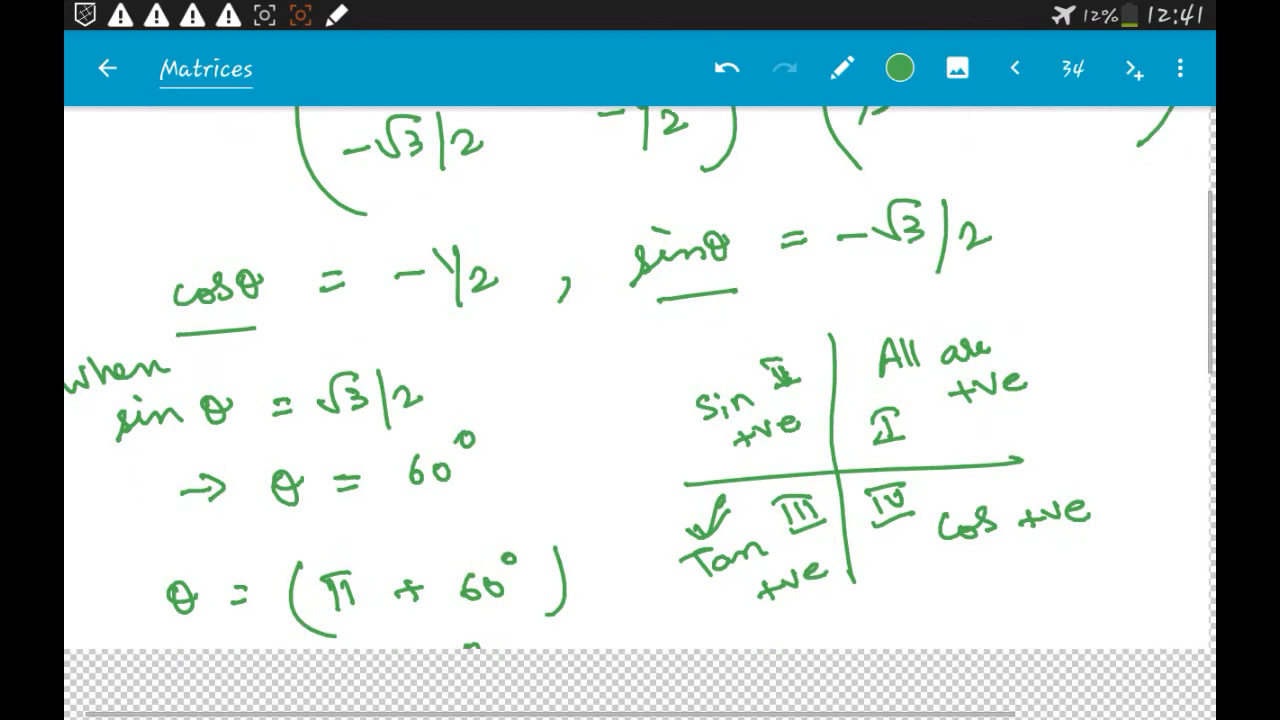 12% 12:41
Matrices 34
-√3/2 -1/2
cosθ = -1/2 , sinθ = -√3/2
when
sin θ = √3/2
→ θ = 60°
θ = (π + 60°)
sin II +ve
All are +ve
I
III
Tan +ve
IV cos +ve